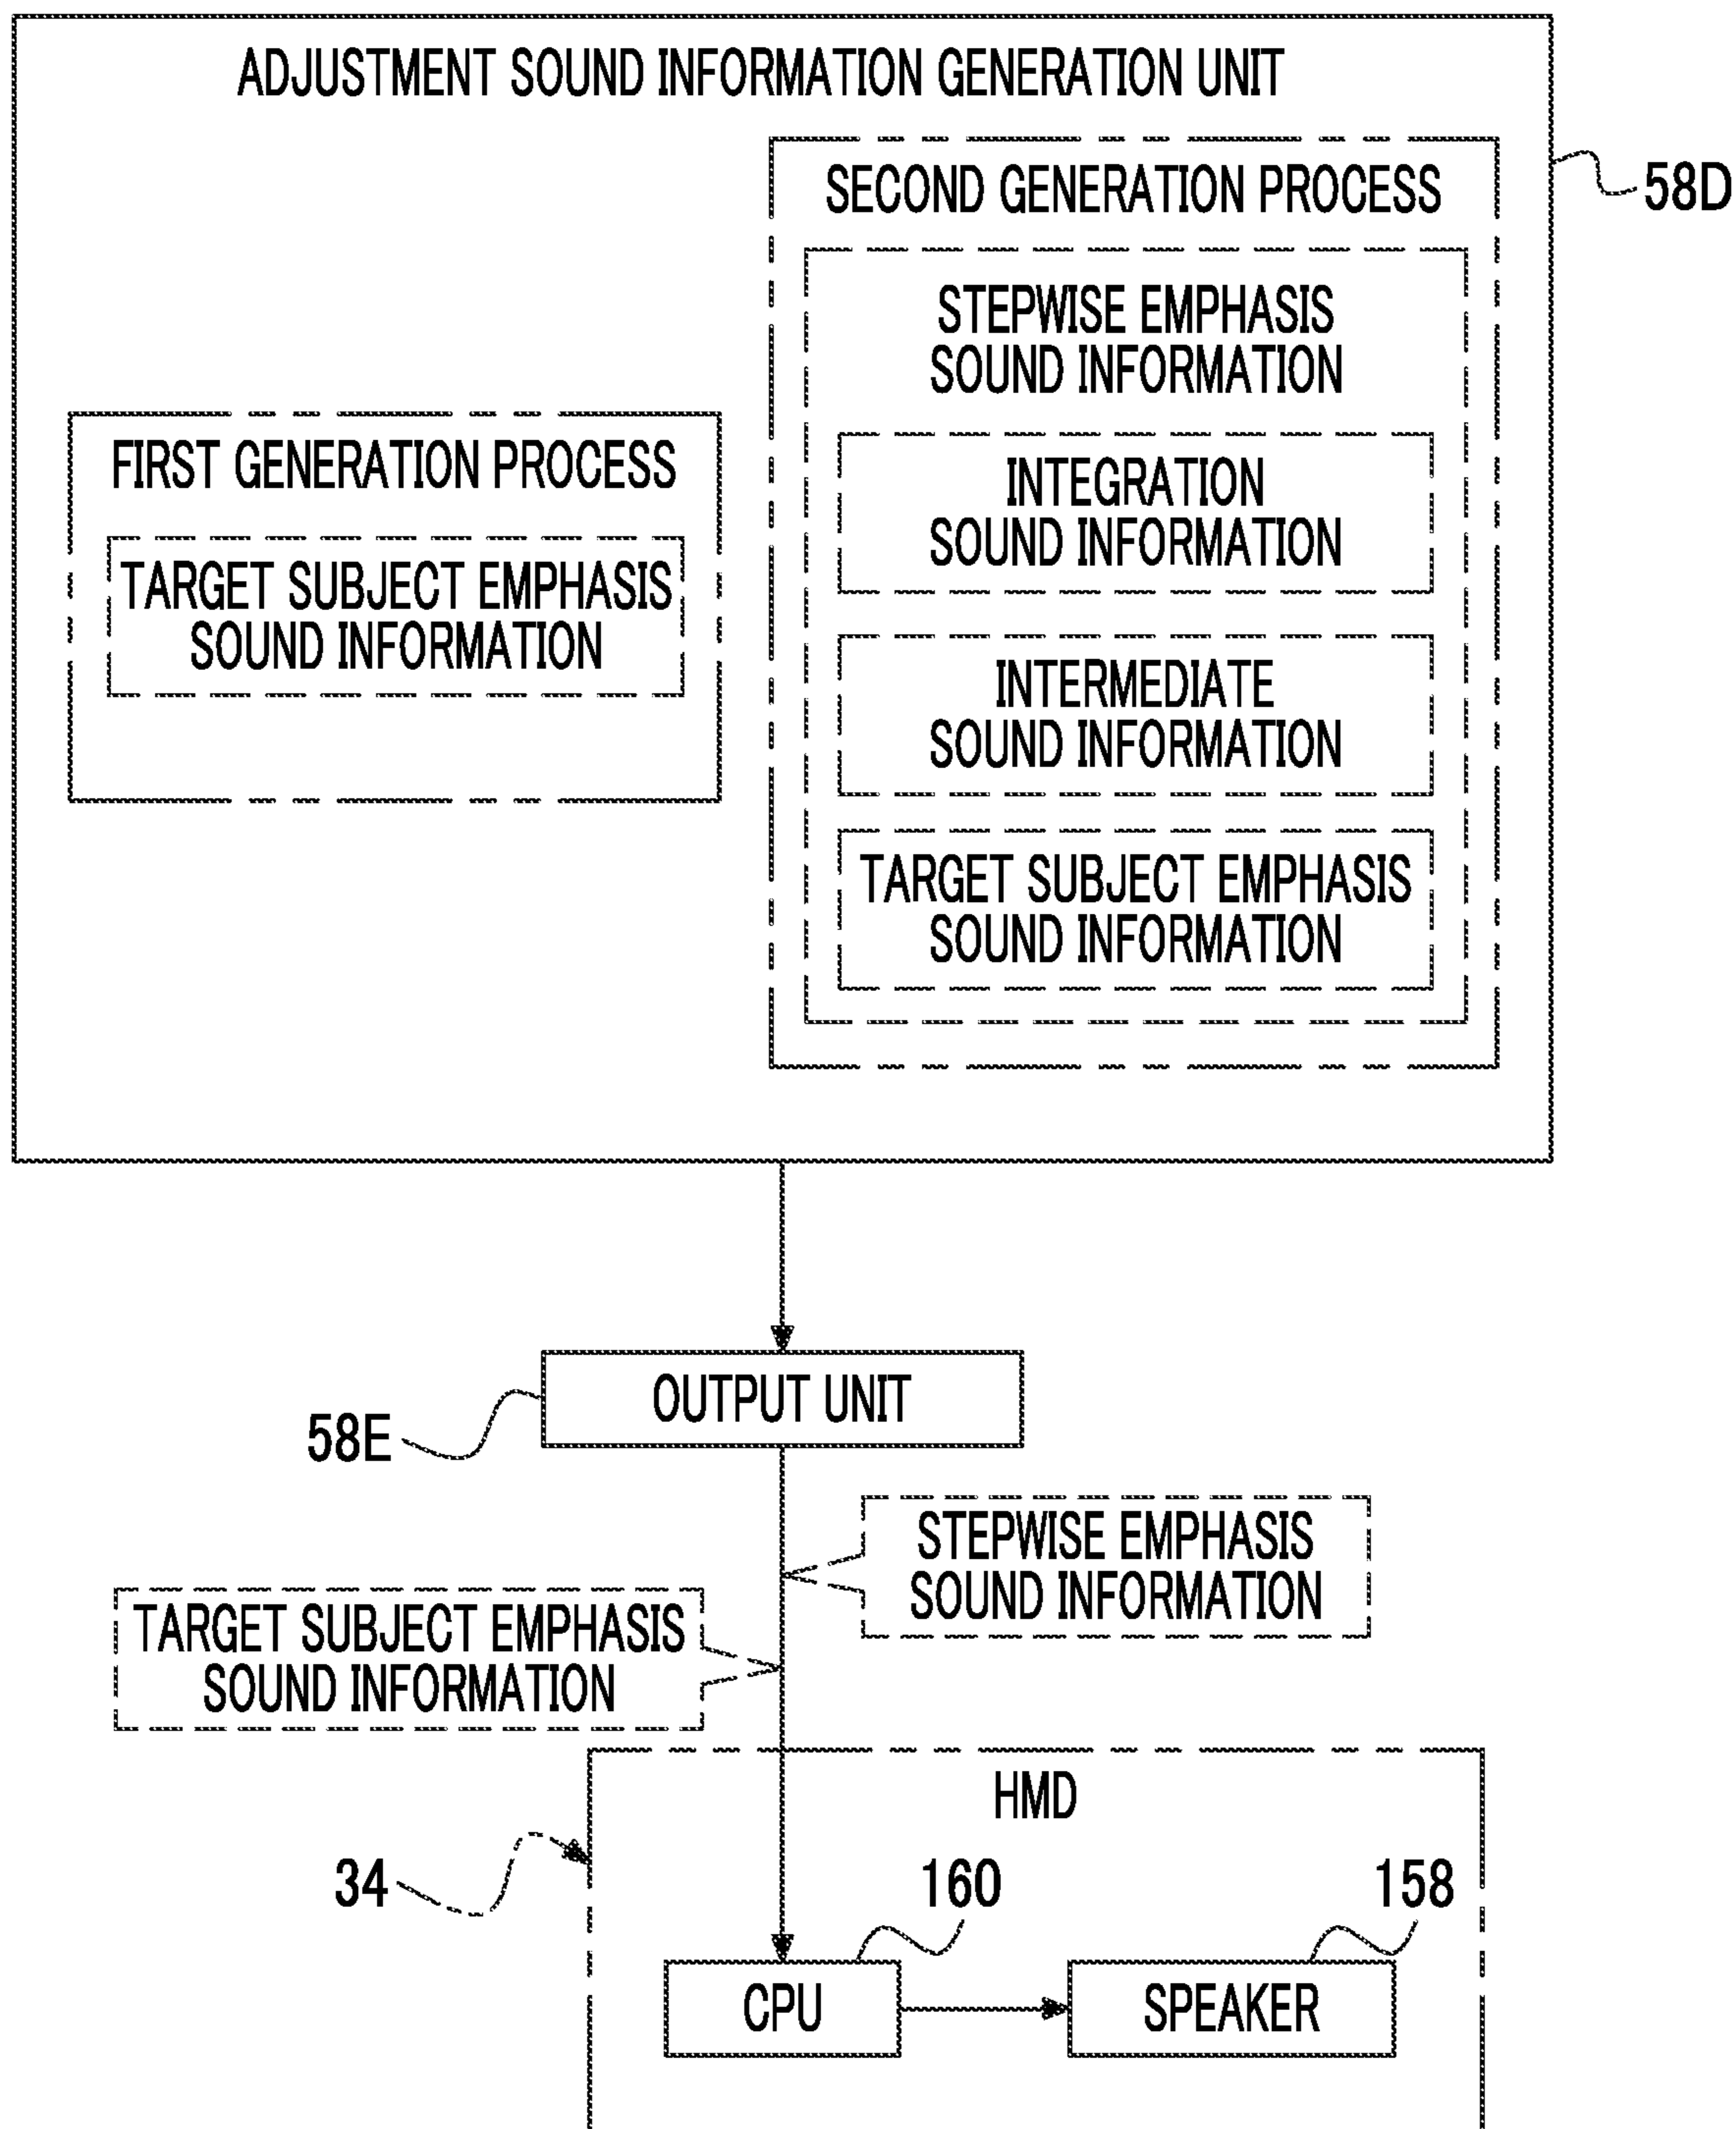 ADJUSTMENT SOUND INFORMATION GENERATION UNIT
58D
SECOND GENERATION PROCESS
STEPWISE EMPHASIS
SOUND INFORMATION
FIRST GENERATION PROCESS
TARGET SUBJECT EMPHASIS
SOUND INFORMATION
INTEGRATION
SOUND INFORMATION
INTERMEDIATE
SOUND INFORMATION
TARGET SUBJECT EMPHASIS
SOUND INFORMATION
OUTPUT UNIT
58E
STEPWISE EMPHASIS
SOUND INFORMATION
TARGET SUBJECT EMPHASIS
SOUND INFORMATION
HMD
34
160
158
CPU
SPEAKER